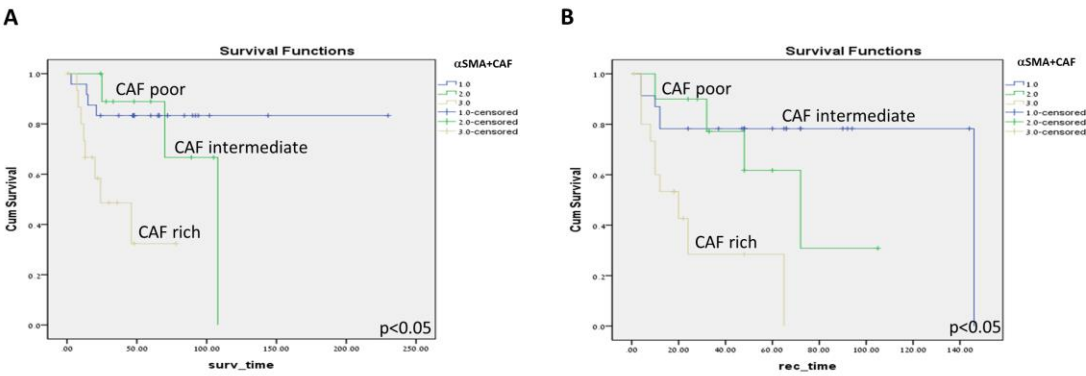 A
Survival Functions
αSMA+CAF
1.0
2.0
3.0
1.0-censored
2.0-censored
3.0-censored
CAF poor
CAF intermediate
CAF rich
p<0.05
Cum Survival
1.0
0.8
0.6
0.4
0.2
0.0
.00 50.00 100.00 150.00 200.00 250.00
surv_time
B
Survival Functions
αSMA+CAF
1.0
2.0
3.0
1.0-censored
2.0-censored
3.0-censored
CAF poor
CAF intermediate
CAF rich
p<0.05
Cum Survival
1.0
0.8
0.6
0.4
0.2
0.0
.00 20.00 40.00 60.00 80.00 100.00 120.00 140.00
rec_time